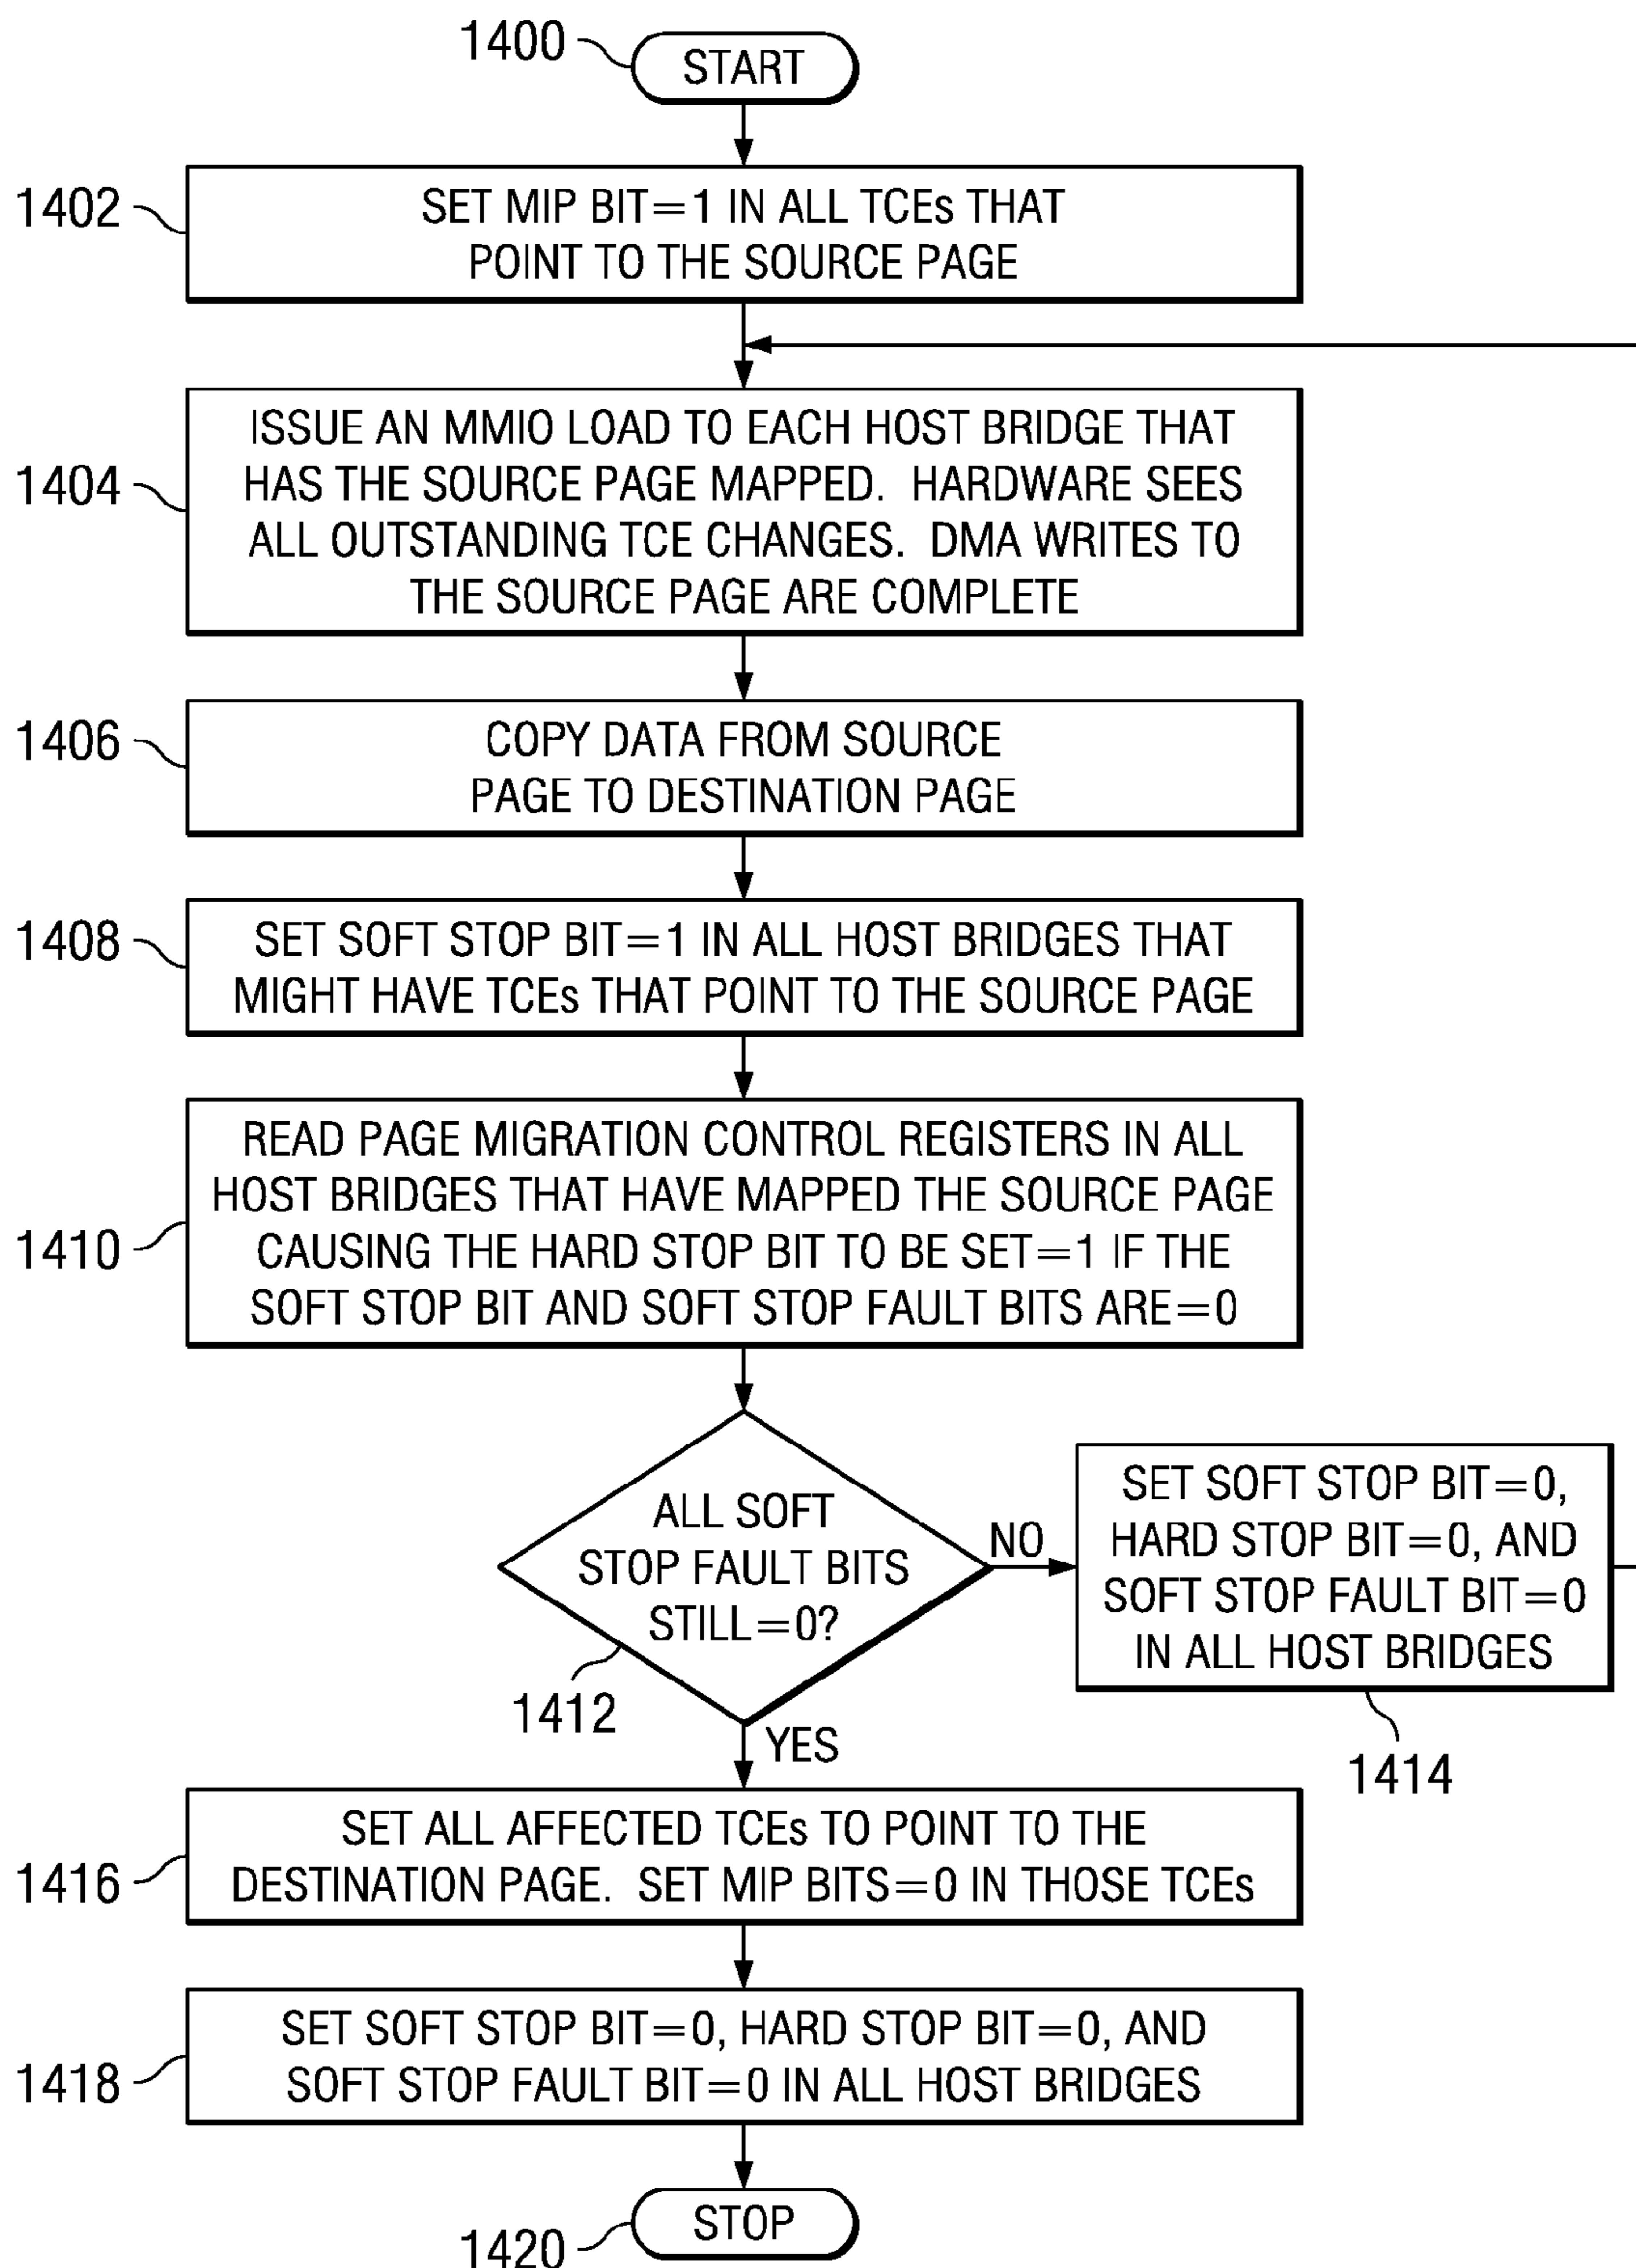 1400
START
1402
SET MIP BIT=1 IN ALL TCEs THAT
POINT TO THE SOURCE PAGE
1404
ISSUE AN MMIO LOAD TO EACH HOST BRIDGE THAT
HAS THE SOURCE PAGE MAPPED. HARDWARE SEES
ALL OUTSTANDING TCE CHANGES. DMA WRITES TO
THE SOURCE PAGE ARE COMPLETE
1406
COPY DATA FROM SOURCE
PAGE TO DESTINATION PAGE
1408
SET SOFT STOP BIT=1 IN ALL HOST BRIDGES THAT
MIGHT HAVE TCEs THAT POINT TO THE SOURCE PAGE
1410
READ PAGE MIGRATION CONTROL REGISTERS IN ALL
HOST BRIDGES THAT HAVE MAPPED THE SOURCE PAGE
CAUSING THE HARD STOP BIT TO BE SET=1 IF THE
SOFT STOP BIT AND SOFT STOP FAULT BITS ARE=0
ALL SOFT
STOP FAULT BITS
STILL=0?
1412
NO
SET SOFT STOP BIT=0,
HARD STOP BIT=0, AND
SOFT STOP FAULT BIT=0
IN ALL HOST BRIDGES
1414
YES
1416
SET ALL AFFECTED TCEs TO POINT TO THE
DESTINATION PAGE. SET MIP BITS=0 IN THOSE TCEs
1418
SET SOFT STOP BIT=0, HARD STOP BIT=0, AND
SOFT STOP FAULT BIT=0 IN ALL HOST BRIDGES
1420
STOP